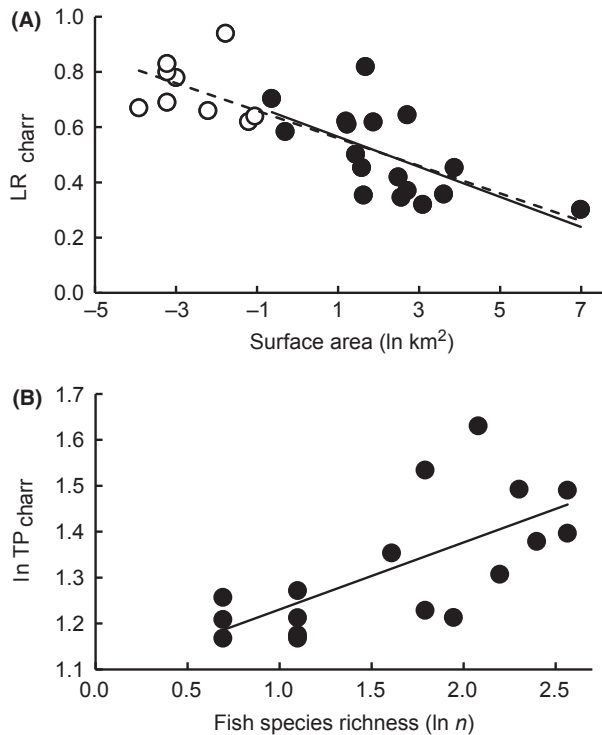 (A)
1.0
0.8
0.6
0.4
0.2
0.0
LR charr
–5 –3 –1 1 3 5 7
Surface area (ln km²)
(B)
1.7
1.6
1.5
1.4
1.3
1.2
1.1
ln TP charr
0.0 0.5 1.0 1.5 2.0 2.5
Fish species richness (ln n)